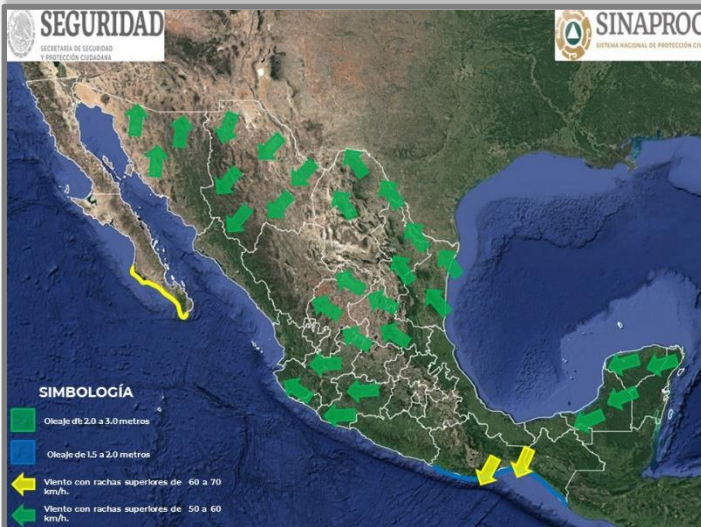 SEGURIDAD
SECRETARÍA DE SEGURIDAD
Y PROTECCIÓN CIUDADANA
SINAPROC
SISTEMA NACIONAL DE PROTECCIÓN CIV
SIMBOLOGÍA
Oleaje de 2.0 a 3.0 metros
Oleaje de 1.5 a 2.0 metros
Viento con rachas superiores de 60 a 70
km/h.
Viento con rachas superiores de 50 a 60
km/h.